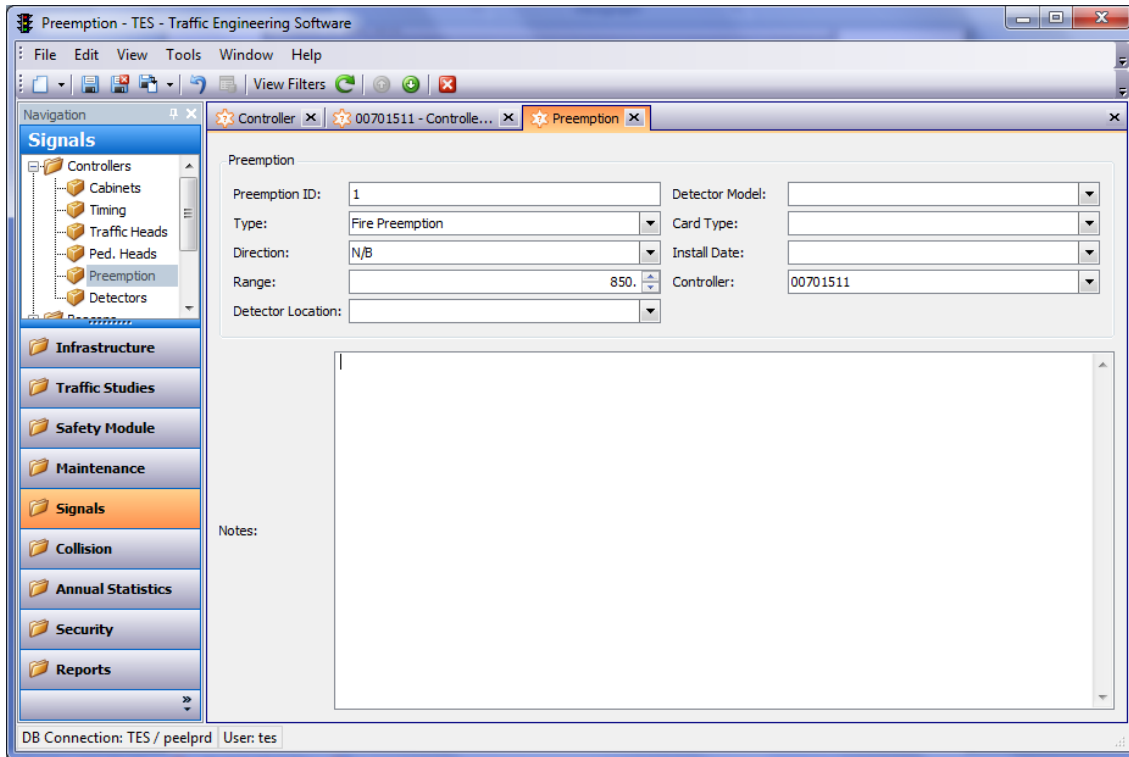 Preemption - TES - Traffic Engineering Software
File Edit View Tools Window Help
View Filters
Navigation
Signals
Controllers
Cabinets
Timing
Traffic Heads
Ped. Heads
Preemption
Detectors
Infrastructure
Traffic Studies
Safety Module
Maintenance
Signals
Collision
Annual Statistics
Security
Reports
Controller 00701511 - Controlle... Preemption
Preemption
Preemption ID: 1 Detector Model:
Type: Fire Preemption Card Type:
Direction: N/B Install Date:
Range: 850. Controller: 00701511
Detector Location:
Notes:
DB Connection: TES / peelprd User: tes